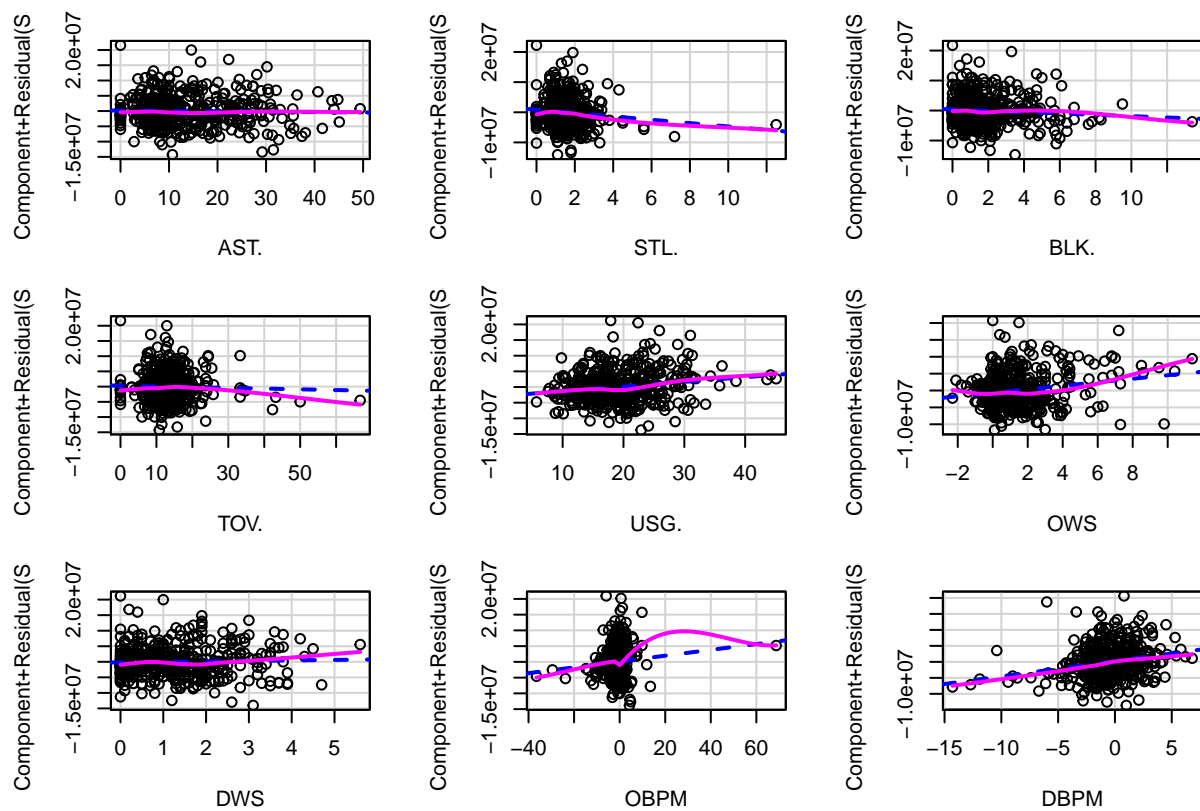 Component+Residual(S
−1.5e+07 2.0e+07
0 10 20 30 40 50
AST.
Component+Residual(S
−1e+07 2e+07
0 2 4 6 8 12
STL.
Component+Residual(S
−1e+07 2e+07
0 2 4 6 8 10
BLK.
Component+Residual(S
−1.5e+07 2.0e+07
0 10 30 50
TOV.
Component+Residual(S
−1.5e+07 2.0e+07
10 20 30 40
USG.
Component+Residual(S
−1.0e+07
−2 0 2 4 6 8
OWS
Component+Residual(S
−1.5e+07 2.0e+07
0 1 2 3 4 5
DWS
Component+Residual(S
−1.5e+07 2.0e+07
−40 0 20 40 60
OBPM
Component+Residual(S
−1.0e+07
−15 −10 −5 0 5
DBPM